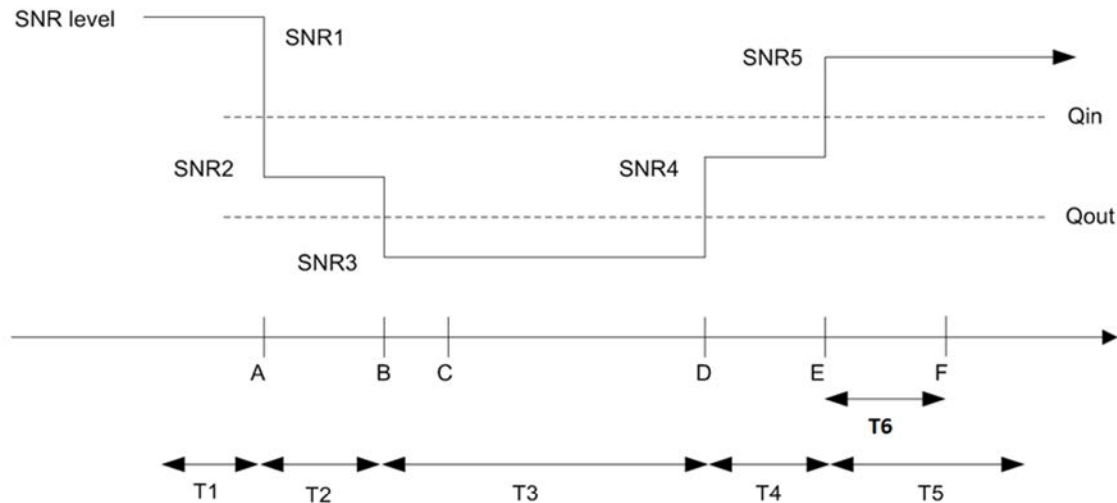 SNR level
SNR1
SNR5
Qin
SNR2
SNR4
Qout
SNR3
A
B
C
D
E
F
T6
T1
T2
T3
T4
T5